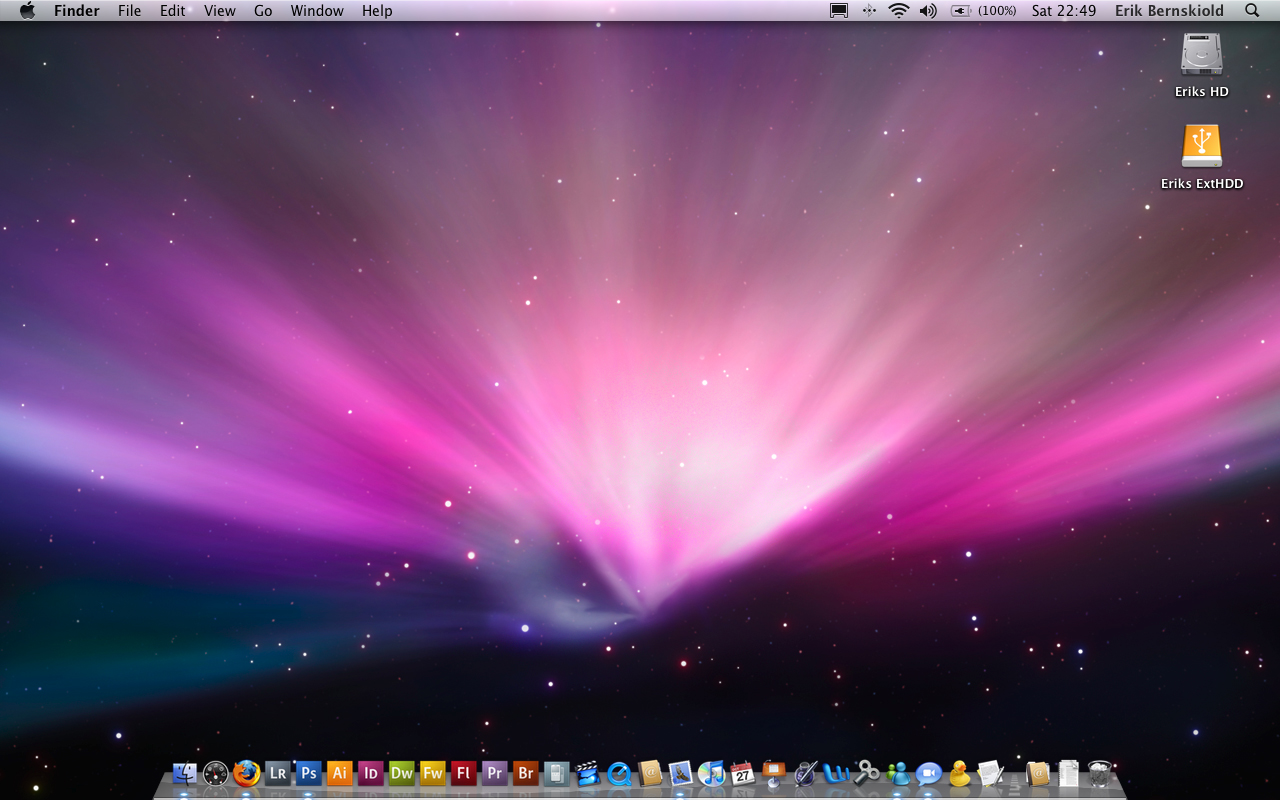 Finder File Edit View Go Window Help (100%) Sat 22:49 Erik Bernskiold
Eriks HD
Eriks ExtHDD
Lr Ps Ai ID Dw Fw Fl Pr Br @ 27 @